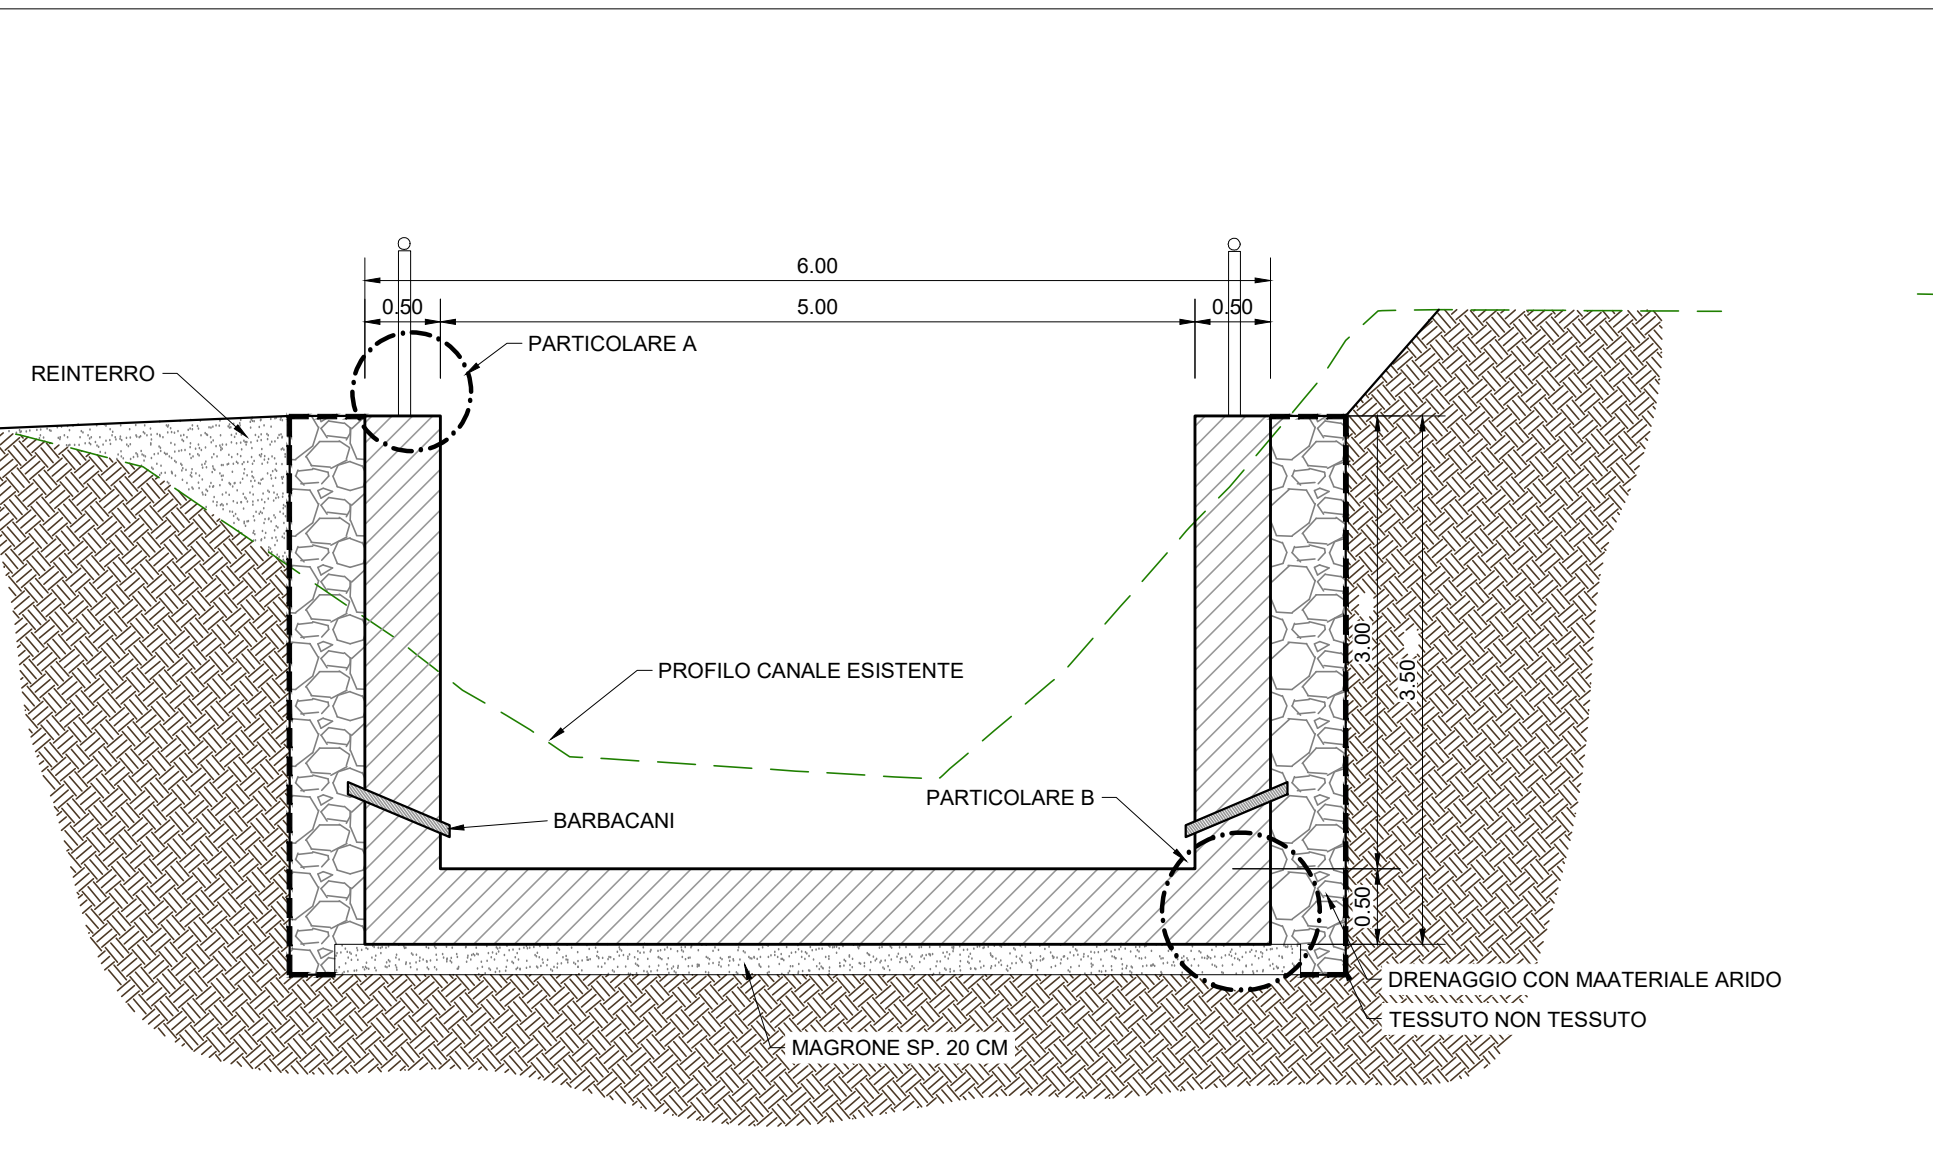 6.00
0.50
5.00
0.50
PARTICOLARE A
REINTERRO
3.00
3.50
PROFILO CANALE ESISTENTE
PARTICOLARE B
BARBACANI
0.50
DRENAGGIO CON MAATERIALE ARIDO
TESSUTO NON TESSUTO
MAGRONE SP. 20 CM